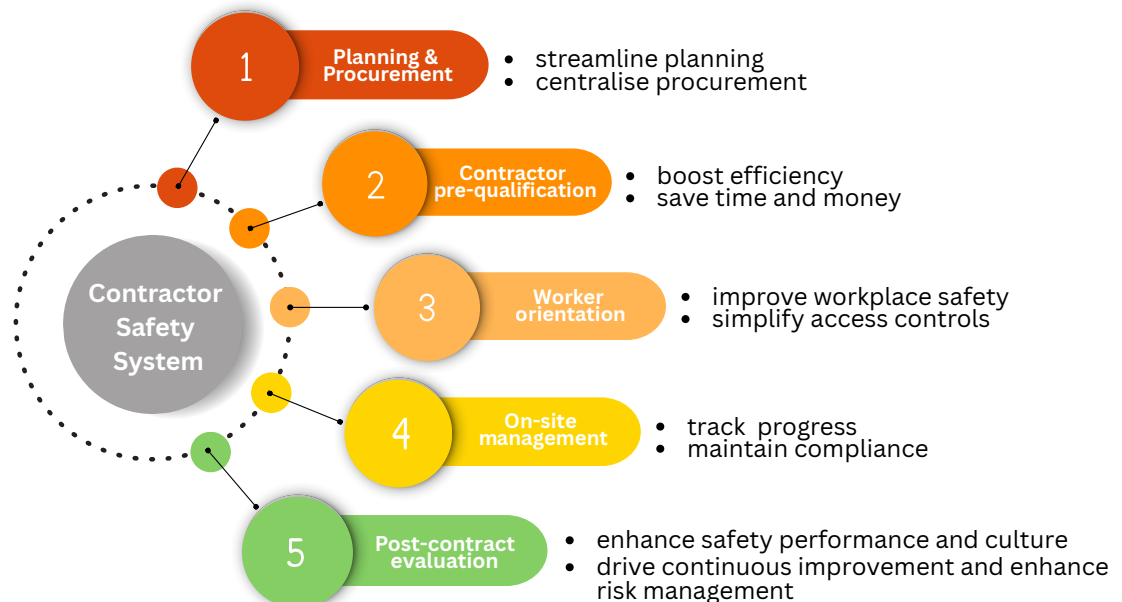 Contractor
Safety
System
1
Planning &
Procurement
• streamline planning
• centralise procurement
2
Contractor
pre-qualification
• boost efficiency
• save time and money
3
Worker
orientation
• improve workplace safety
• simplify access controls
4
On-site
management
• track progress
• maintain compliance
5
Post-contract
evaluation
• enhance safety performance and culture
• drive continuous improvement and enhance
risk management